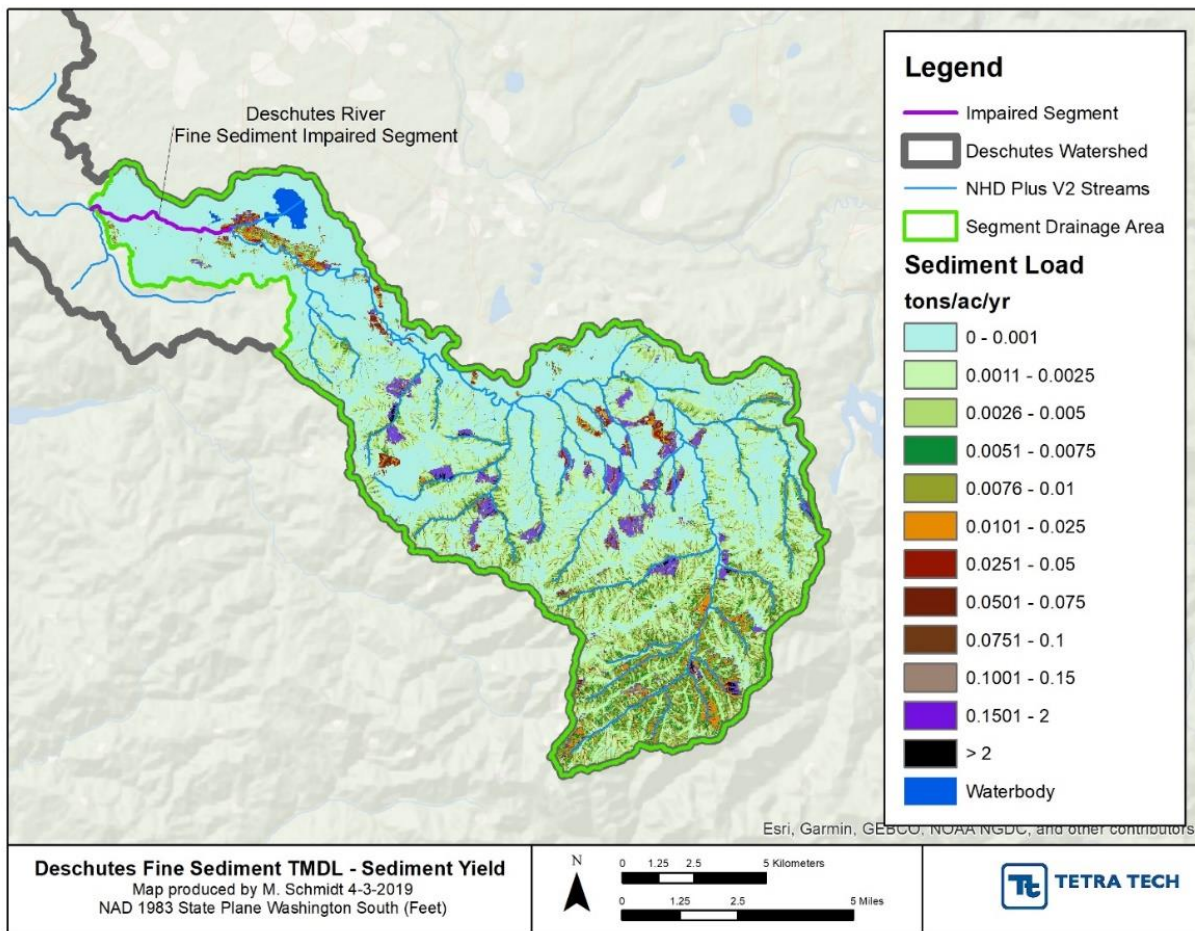 Deschutes River
Fine Sediment Impaired Segment
Legend
Impaired Segment
Deschutes Watershed
NHD Plus V2 Streams
Segment Drainage Area
Sediment Load
tons/ac/yr
0 - 0.001
0.0011 - 0.0025
0.0026 - 0.005
0.0051 - 0.0075
0.0076 - 0.01
0.0101 - 0.025
0.0251 - 0.05
0.0501 - 0.075
0.0751 - 0.1
0.1001 - 0.15
0.1501 - 2
> 2
Waterbody
Esri, Garmin, GEBCO, NOAA NGDC, and other contributors
Deschutes Fine Sediment TMDL - Sediment Yield
Map produced by M. Schmidt 4-3-2019
NAD 1983 State Plane Washington South (Feet)
N
0 1.25 2.5 5 Kilometers
0 1.25 2.5 5 Miles
Tt TETRA TECH